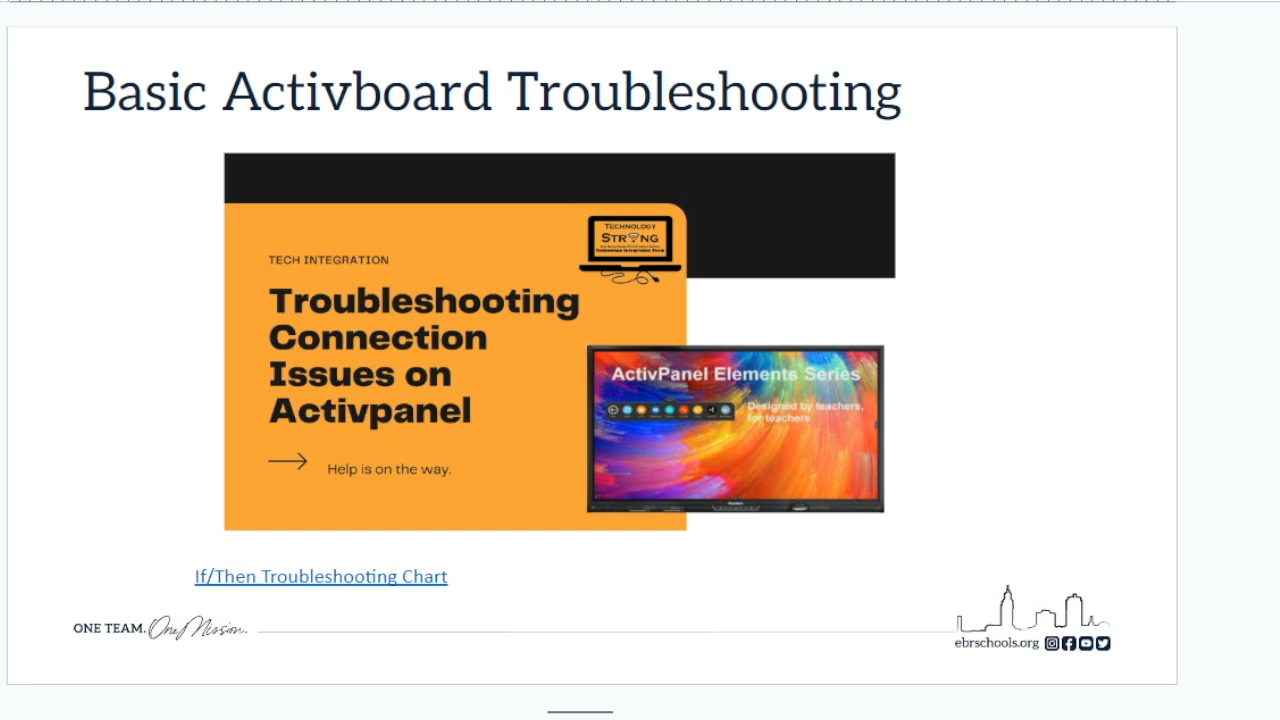 Basic Activboard Troubleshooting
TECHNOLOGY
STRONG
TECH INTEGRATION
Troubleshooting
Connection
Issues on
Activpanel
Help is on the way.
ActivPanel Elements Series
Designed by teachers,
for teachers
If/Then Troubleshooting Chart
ONE TEAM. One Mission.
ebrschools.org